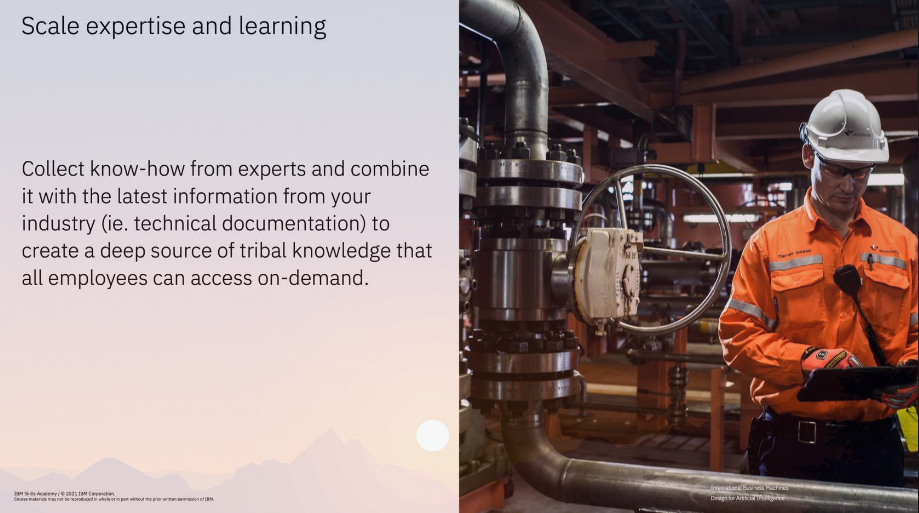 Scale expertise and learning
Collect know-how from experts and combine
it with the latest information from your
industry (ie. technical documentation) to
create a deep source of tribal knowledge that
all employees can access on-demand.
IBM Skills Academy / © 2021 IBM Corporation.
Course materials may not be reproduced in whole or in part without the prior written permission of IBM.
International Business Machines
Design for Artificial Intelligence